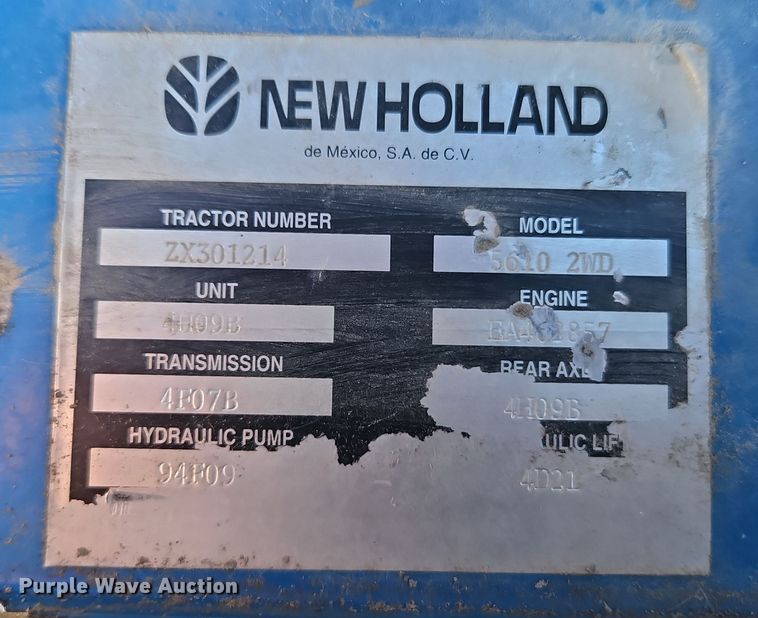 NEW HOLLAND
de México, S.A. de C.V.
TRACTOR NUMBER MODEL
ZX301214 5610 2WD
UNIT ENGINE
4H09B
TRANSMISSION REAR
4F07B 4H09B
HYDRAULIC PUMP
94F09 4D21
Purple Wave Auction